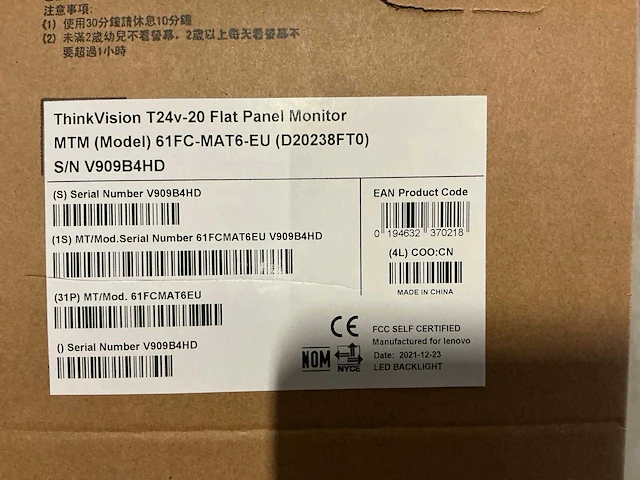 注意事項:
(1) 使用30分鐘請休息10分鐘
(2) 未滿2歲幼兒不看螢幕，2歲以上每天看螢幕不
要超過1小時
ThinkVision T24v-20 Flat Panel Monitor
MTM (Model) 61FC-MAT6-EU (D20238FT0)
S/N V909B4HD
(S) Serial Number V909B4HD
(1S) MT/Mod.Serial Number 61FCMAT6EU V909B4HD
(31P) MT/Mod. 61FCMAT6EU
() Serial Number V909B4HD
EAN Product Code
0 194632 370218
(4L) COO:CN
MADE IN CHINA
CE
NOM
NYCE
FCC SELF CERTIFIED
Manufactured for lenovo
Date: 2021-12-23
LED BACKLIGHT